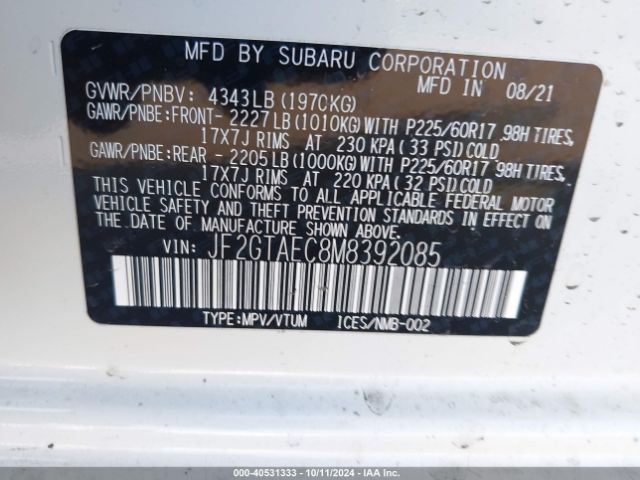 MFD BY SUBARU CORPORATION
MFD IN 08/21
GVWR/PNBV: 4343LB(1970KG)
GAWR/PNBE:FRONT- 2227LB(1010KG)WITH P225/60R17 98H TIRES,
17X7J RIMS AT 230 KPA(33 PSI)COLD
GAWR/PNBE:REAR - 2205LB(1000KG)WITH P225/60R17 98H TIRES,
17X7J RIMS AT 220 KPA(32 PSI)COLD
THIS VEHICLE CONFORMS TO ALL APPLICABLE FEDERAL MOTOR
VEHICLE SAFETY AND THEFT PREVENTION STANDARDS IN EFFECT ON
THE DATE OF MANUFACTURE SHOWN ABOVE.
VIN: JF2GTAEC8M8392085
TYPE:MPV/VTUM ICES/NMB-002
000-40531333 - 10/11/2024 - IAA Inc.